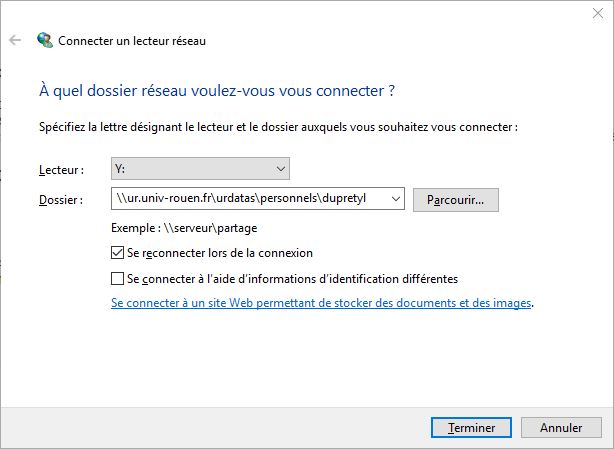 Connecter un lecteur réseau
À quel dossier réseau voulez-vous vous connecter ?
Spécifiez la lettre désignant le lecteur et le dossier auxquels vous souhaitez vous connecter :
Lecteur : Y:
Dossier : \\ur.univ-rouen.fr\urdatas\personnels\dupretyl Parcourir...
Exemple : \\serveur\partage
Se reconnecter lors de la connexion
Se connecter à l'aide d'informations d'identification différentes
Se connecter à un site Web permettant de stocker des documents et des images.
Terminer Annuler